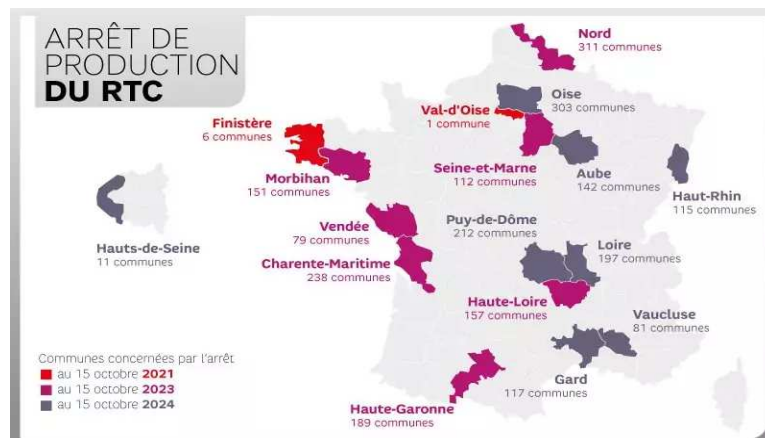 ARRÊT DE
PRODUCTION
DU RTC
Nord
311 communes
Oise
303 communes
Val-d'Oise
1 commune
Finistère
6 communes
Seine-et-Marne
112 communes
Aube
142 communes
Morbihan
151 communes
Haut-Rhin
115 communes
Vendée
79 communes
Puy-de-Dôme
212 communes
Hauts-de-Seine
11 communes
Loire
197 communes
Charente-Maritime
238 communes
Haute-Loire
157 communes
Vaucluse
81 communes
Communes concernées par l'arrêt
au 15 octobre 2021
au 15 octobre 2023
au 15 octobre 2024
Gard
117 communes
Haute-Garonne
189 communes